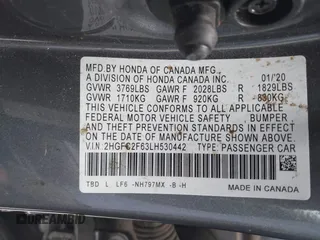 MFD.BY HONDA OF CANADA MFG.,
A DIVISION OF HONDA CANADA INC. 01/20
GVWR 3769LBS GAWR F 2028LBS R 1829LBS
GVWR 1710KG GAWR F 920KG R 830KG
THIS VEHICLE CONFORMS TO ALL APPLICABLE
FEDERAL MOTOR VEHICLE SAFETY , BUMPER ,
AND THEFT PREVENTION STANDARDS IN EFFECT
ON THE DATE OF MANUFACTURE SHOWN ABOVE.
V.I.N: 2HGFC2F63LH530442 TYPE: PASSENGER CAR
TBD L LF6 -NH797MX -B -H
MADE IN CANADA
© DREAMBID